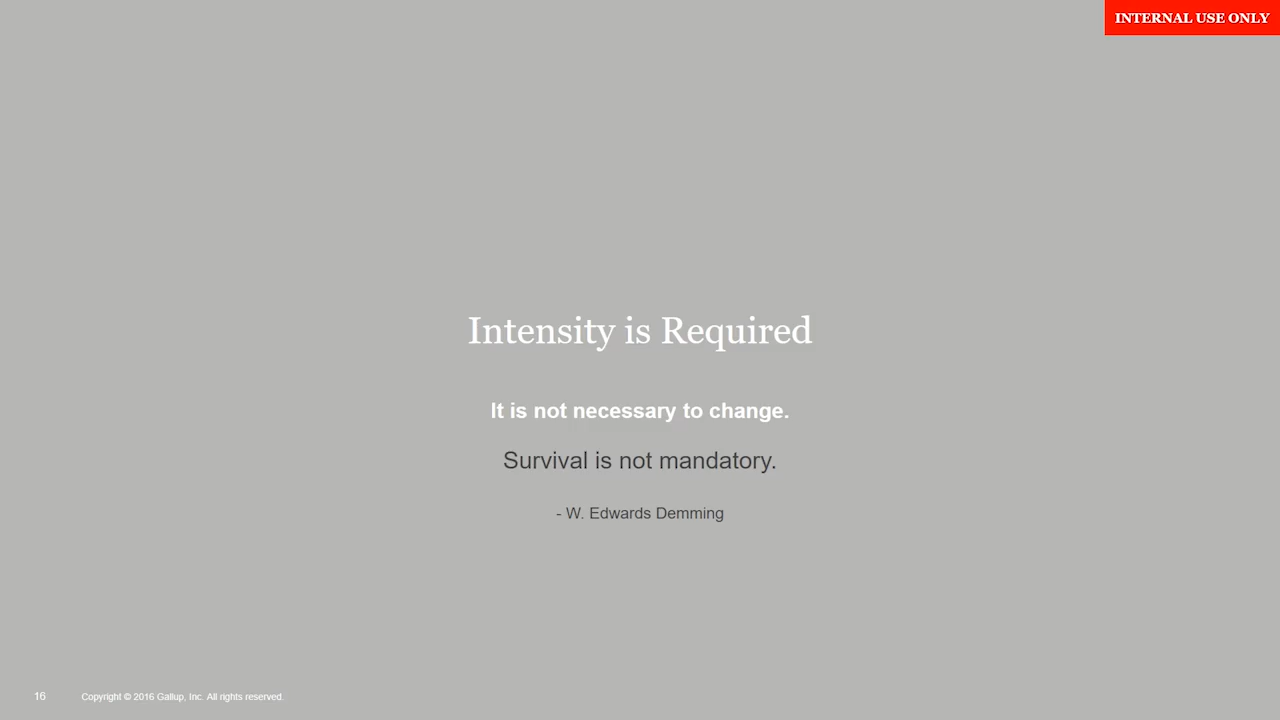 INTERNAL USE ONLY
Intensity is Required
It is not necessary to change.
Survival is not mandatory.
- W. Edwards Demming
16 Copyright © 2016 Gallup, Inc. All rights reserved.